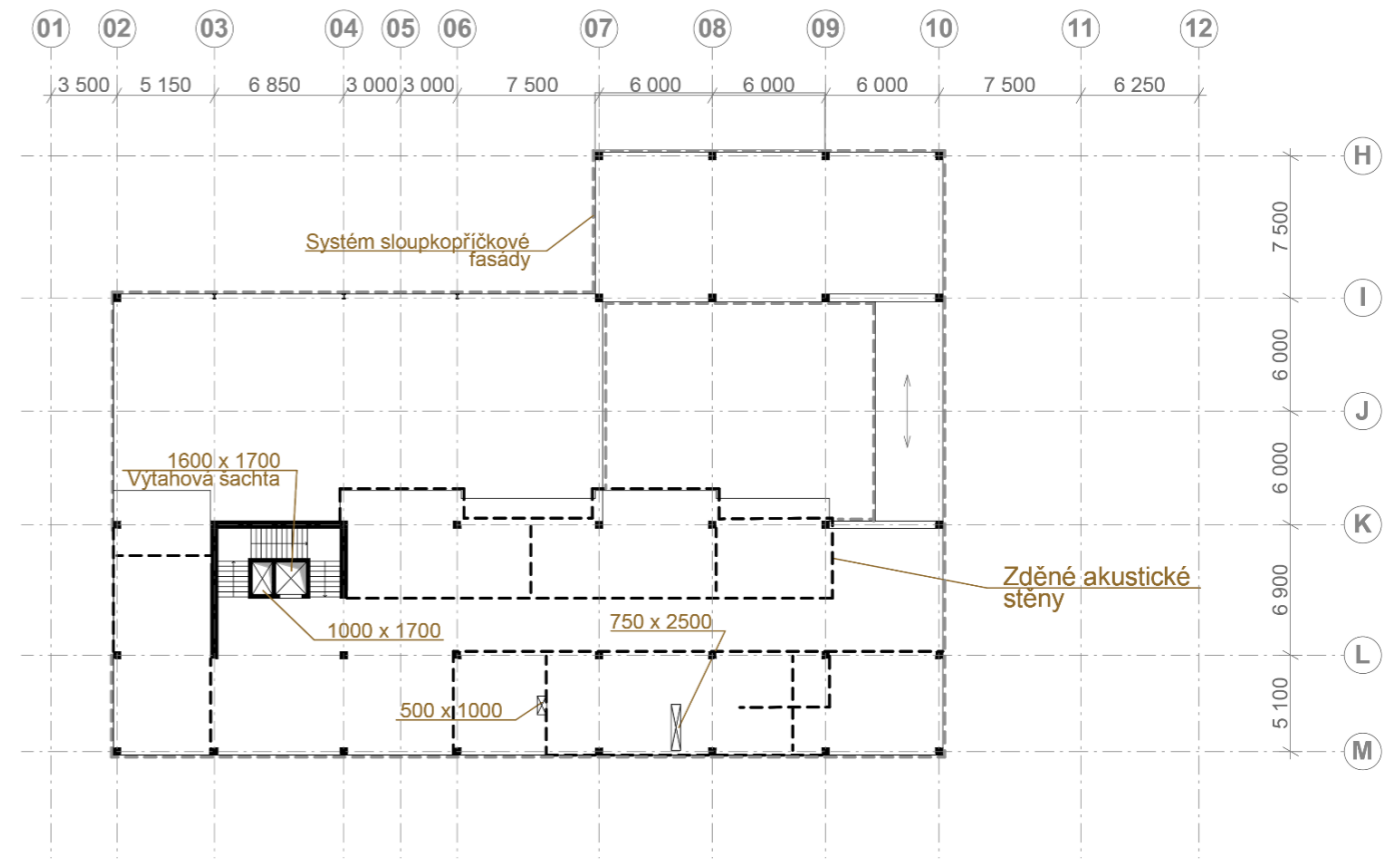 01 02 03 04 05 06 07 08 09 10 11 12
3 500 5 150 6 850 3 000 3 000 7 500 6 000 6 000 6 000 7 500 6 250
H
7 500
Systém sloupkopříčkové
fasády
I
6 000
J
6 000
1600 x 1700
Výtahová šachta
K
6 900
Zděné akustické
stěny
1000 x 1700
750 x 2500
L
5 100
500 x 1000
M